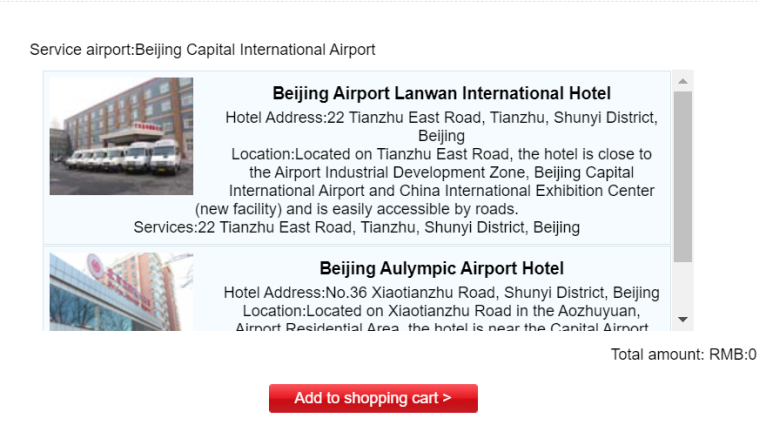 Service airport:Beijing Capital International Airport
Beijing Airport Lanwan International Hotel
Hotel Address:22 Tianzhu East Road, Tianzhu, Shunyi District,
Beijing
Location:Located on Tianzhu East Road, the hotel is close to
the Airport Industrial Development Zone, Beijing Capital
International Airport and China International Exhibition Center
(new facility) and is easily accessible by roads.
Services:22 Tianzhu East Road, Tianzhu, Shunyi District, Beijing
Beijing Aulympic Airport Hotel
Hotel Address:No.36 Xiaotianzhu Road, Shunyi District, Beijing
Location:Located on Xiaotianzhu Road in the Aozhuyuan,
Airport Residential Area, the hotel is near the Capital Airport
Total amount: RMB:0
Add to shopping cart >